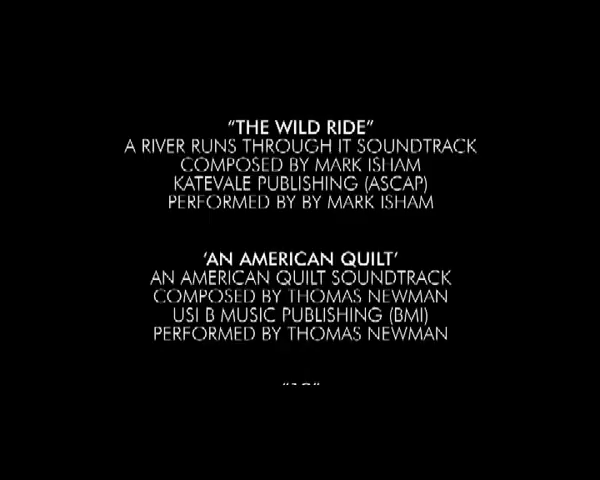 “THE WILD RIDE”
A RIVER RUNS THROUGH IT SOUNDTRACK
COMPOSED BY MARK ISHAM
KATEVALE PUBLISHING (ASCAP)
PERFORMED BY BY MARK ISHAM
‘AN AMERICAN QUILT’
AN AMERICAN QUILT SOUNDTRACK
COMPOSED BY THOMAS NEWMAN
USI B MUSIC PUBLISHING (BMI)
PERFORMED BY THOMAS NEWMAN